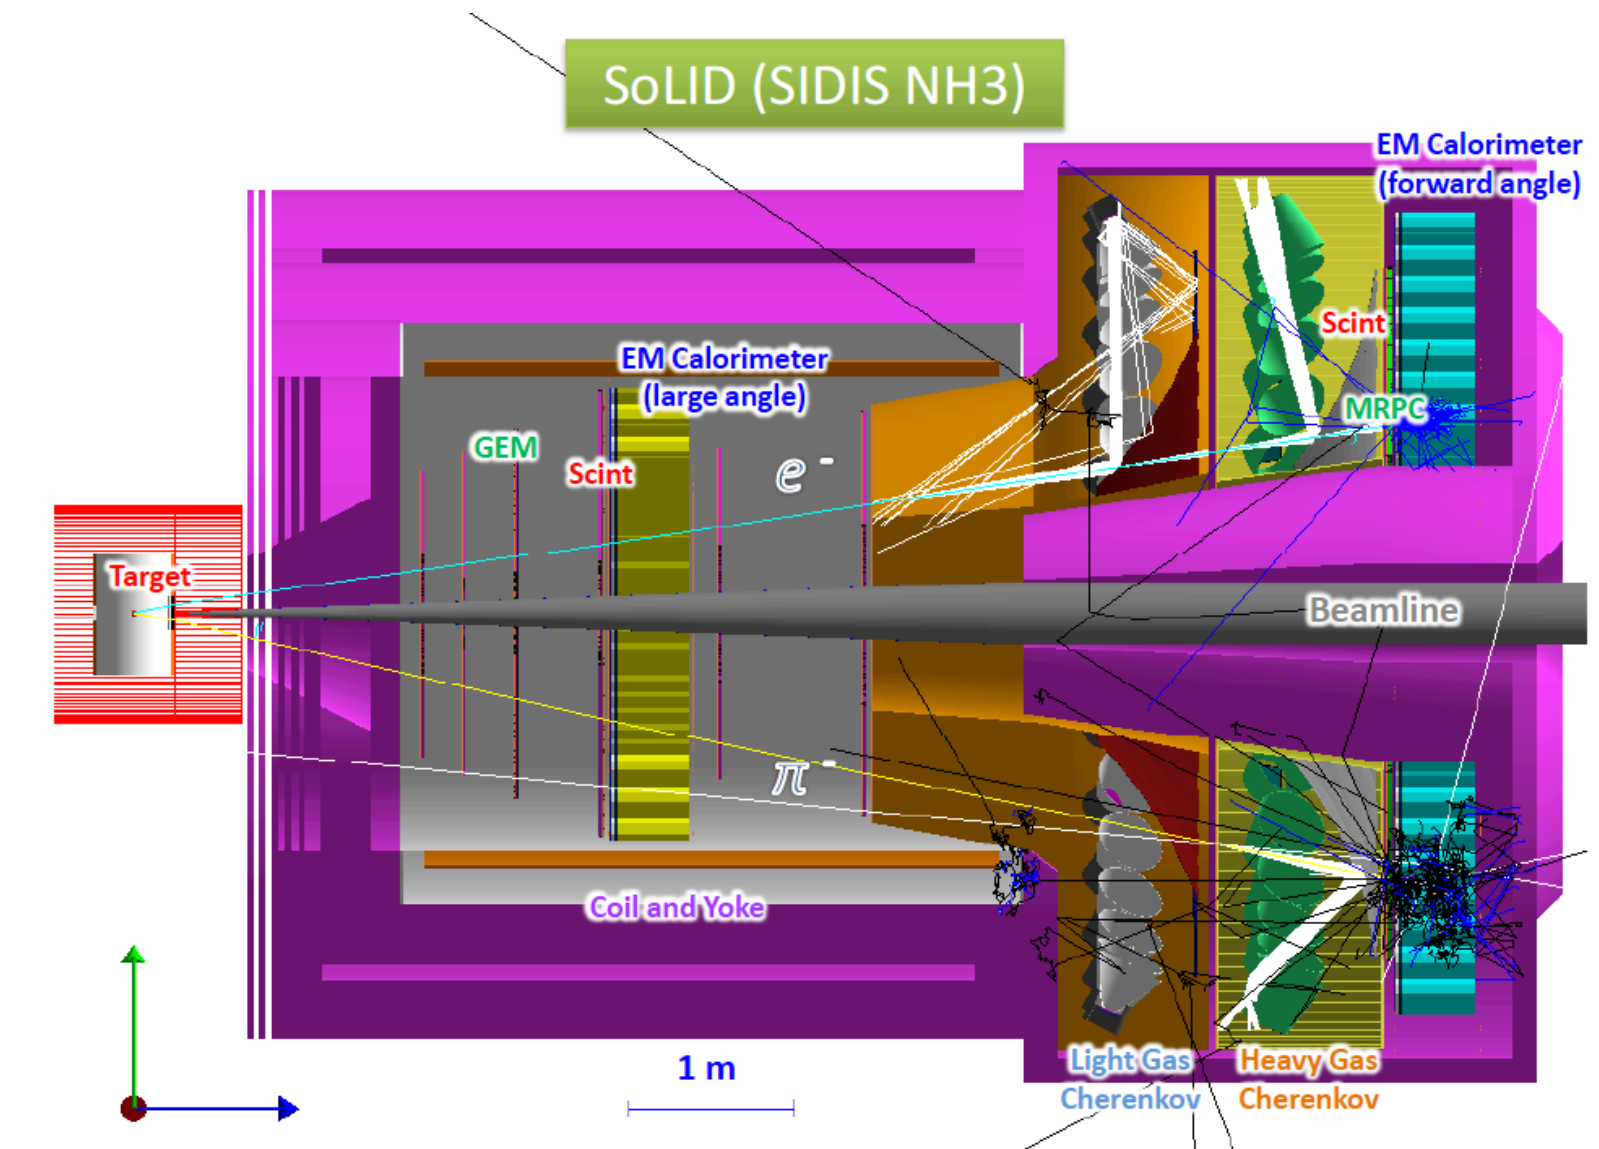 SoLID (SIDIS NH3)
EM Calorimeter
(forward angle)
Scint
EM Calorimeter
(large angle)
MRPC
GEM
Scint
e⁻
Target
Beamline
π⁻
Coil and Yoke
1 m
Light Gas
Cherenkov
Heavy Gas
Cherenkov